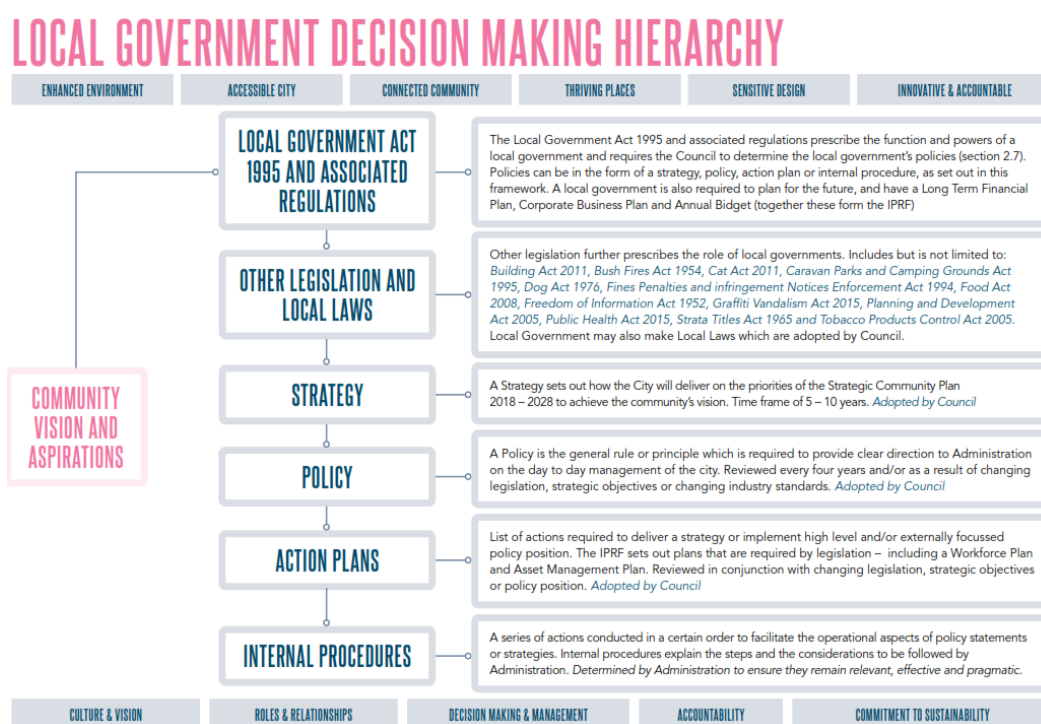 LOCAL GOVERNMENT DECISION MAKING HIERARCHY
ENHANCED ENVIRONMENT
ACCESSIBLE CITY
CONNECTED COMMUNITY
THRIVING PLACES
SENSITIVE DESIGN
INNOVATIVE & ACCOUNTABLE
COMMUNITY
VISION AND
ASPIRATIONS
LOCAL GOVERNMENT ACT
1995 AND ASSOCIATED
REGULATIONS
The Local Government Act 1995 and associated regulations prescribe the function and powers of a
local government and requires the Council to determine the local government's policies (section 2.7).
Policies can be in the form of a strategy, policy, action plan or internal procedure, as set out in this
framework. A local government is also required to plan for the future, and have a Long Term Financial
Plan, Corporate Business Plan and Annual Budget (together these form the IPRF)
OTHER LEGISLATION AND
LOCAL LAWS
Other legislation further prescribes the role of local governments. Includes but is not limited to:
Building Act 2011, Bush Fires Act 1954, Cat Act 2011, Caravan Parks and Camping Grounds Act
1995, Dog Act 1976, Fines Penalties and infringement Notices Enforcement Act 1994, Food Act
2008, Freedom of Information Act 1952, Graffiti Vandalism Act 2015, Planning and Development
Act 2005, Public Health Act 2015, Strata Titles Act 1965 and Tobacco Products Control Act 2005.
Local Government may also make Local Laws which are adopted by Council.
STRATEGY
A Strategy sets out how the City will deliver on the priorities of the Strategic Community Plan
2018 – 2028 to achieve the community's vision. Time frame of 5 – 10 years. Adopted by Council
POLICY
A Policy is the general rule or principle which is required to provide clear direction to Administration
on the day to day management of the city. Reviewed every four years and/or as a result of changing
legislation, strategic objectives or changing industry standards. Adopted by Council
ACTION PLANS
List of actions required to deliver a strategy or implement high level and/or externally focussed
policy position. The IPRF sets out plans that are required by legislation – including a Workforce Plan
and Asset Management Plan. Reviewed in conjunction with changing legislation, strategic objectives
or policy position. Adopted by Council
INTERNAL PROCEDURES
A series of actions conducted in a certain order to facilitate the operational aspects of policy statements
or strategies. Internal procedures explain the steps and the considerations to be followed by
Administration. Determined by Administration to ensure they remain relevant, effective and pragmatic.
CULTURE & VISION
ROLES & RELATIONSHIPS
DECISION MAKING & MANAGEMENT
ACCOUNTABILITY
COMMITMENT TO SUSTAINABILITY